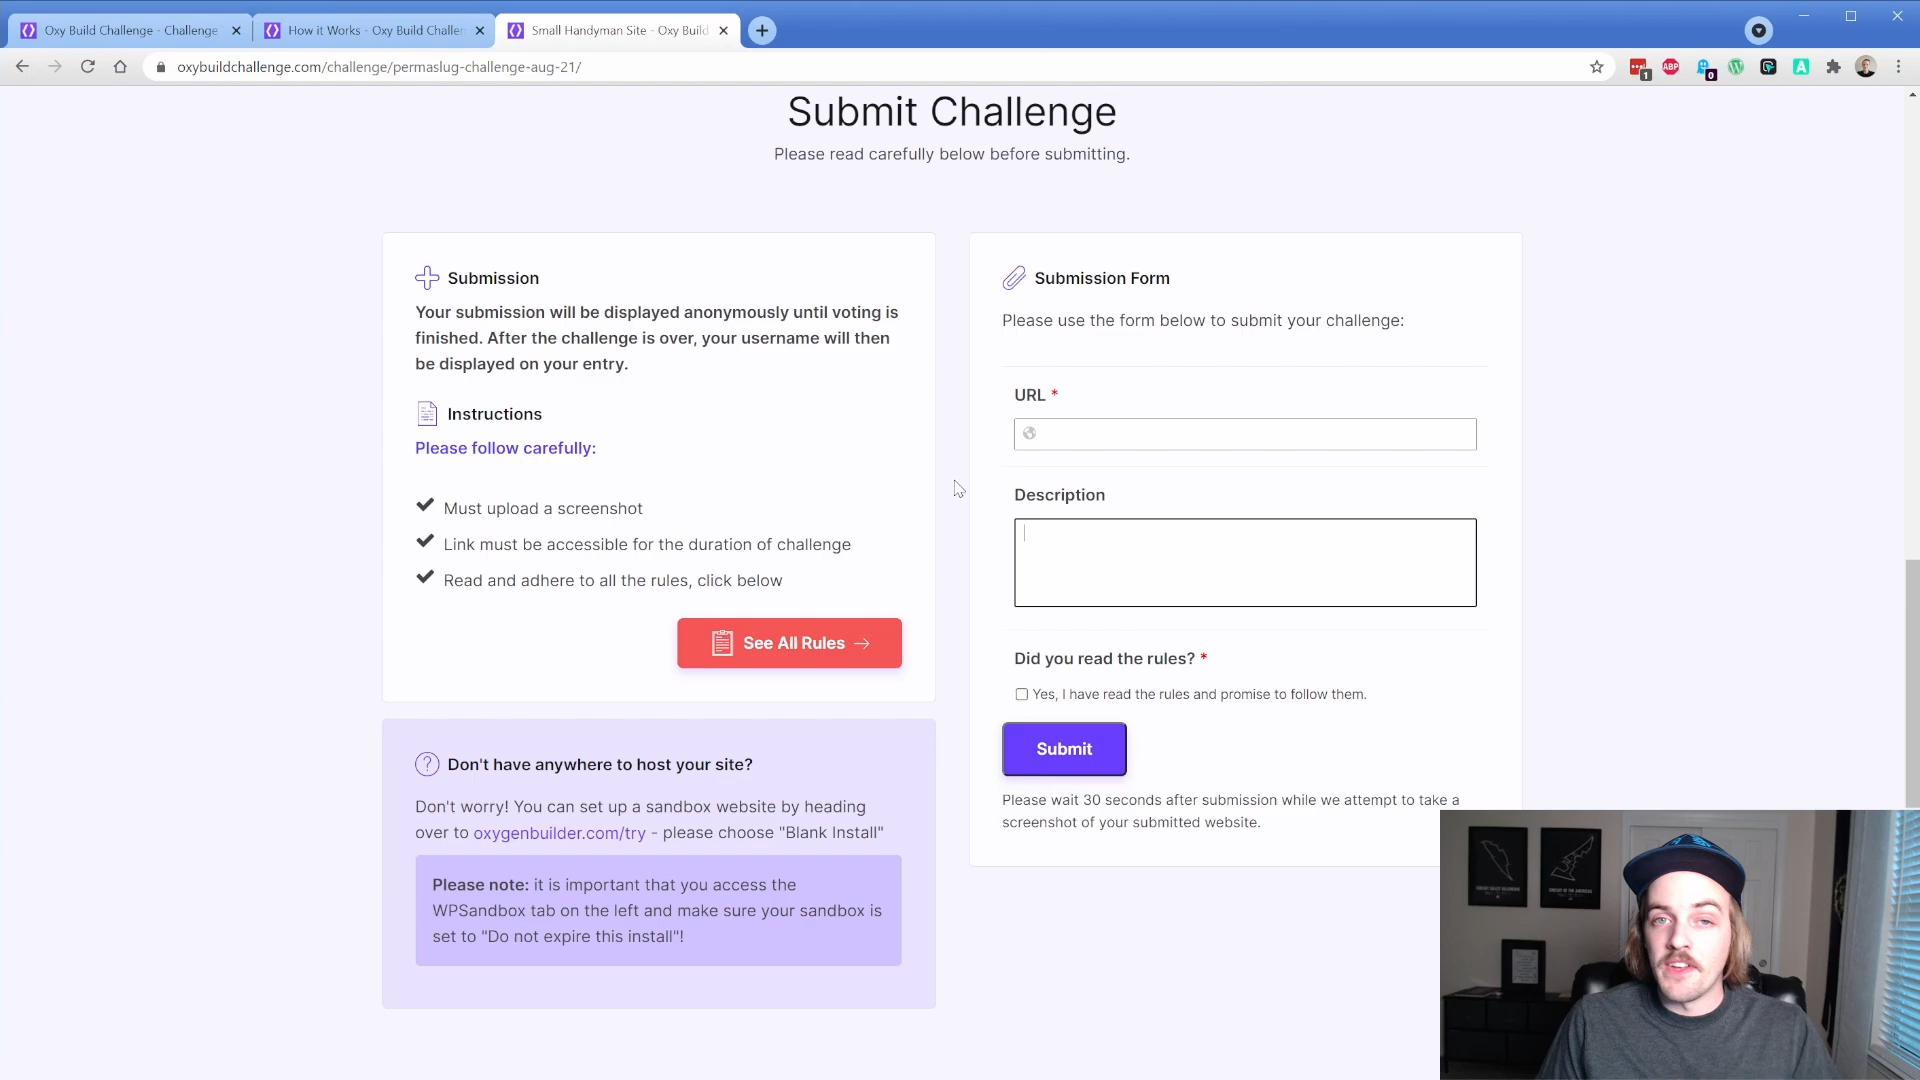 Oxy Build Challenge - Challenge
How it Works - Oxy Build Challen
Small Handyman Site - Oxy Build
oxybuildchallenge.com/challenge/permaslug-challenge-aug-21/
1
ABP
0
A
Submit Challenge
Please read carefully below before submitting.
Submission
Your submission will be displayed anonymously until voting is
finished. After the challenge is over, your username will then
be displayed on your entry.
Instructions
Please follow carefully:
Must upload a screenshot
Link must be accessible for the duration of challenge
Read and adhere to all the rules, click below
See All Rules →
Don't have anywhere to host your site?
Don't worry! You can set up a sandbox website by heading
over to oxygenbuilder.com/try - please choose "Blank Install"
Please note: it is important that you access the
WPSandbox tab on the left and make sure your sandbox is
set to "Do not expire this install"!
Submission Form
Please use the form below to submit your challenge:
URL *
Description
Did you read the rules? *
Yes, I have read the rules and promise to follow them.
Submit
Please wait 30 seconds after submission while we attempt to take a
screenshot of your submitted website.